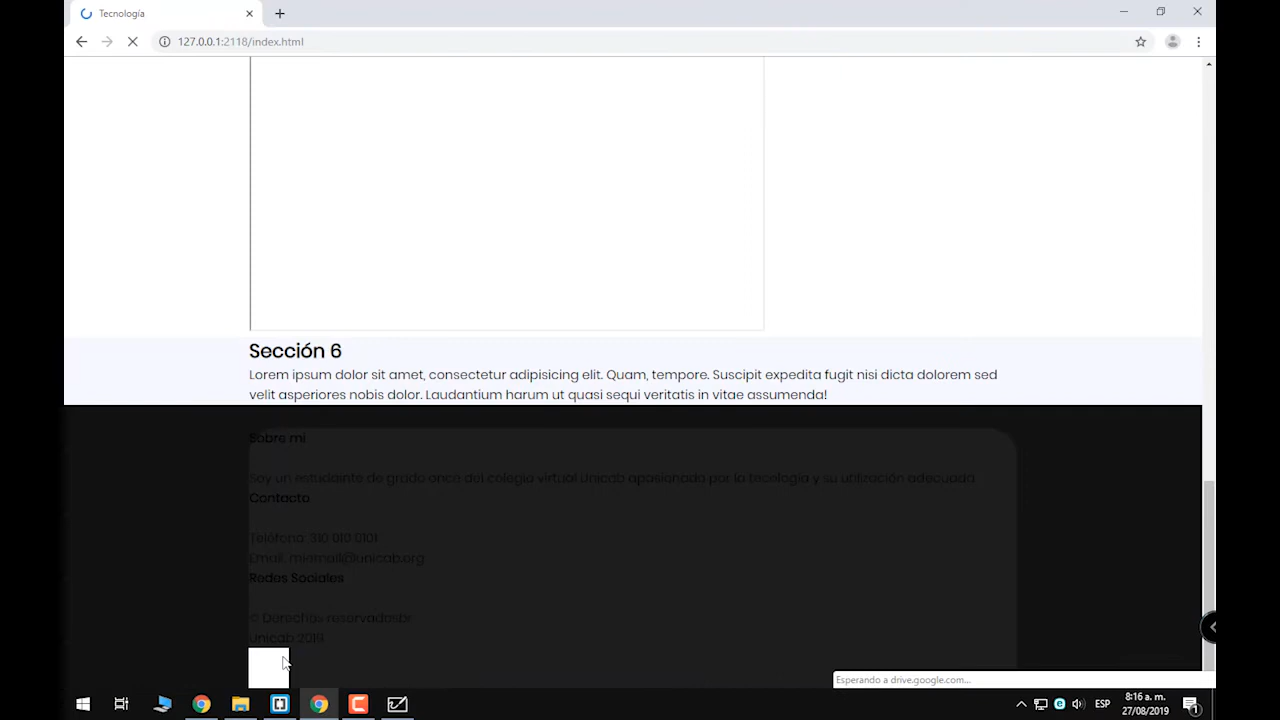 Tecnología
127.0.0.1:2118/index.html
Sección 6
Lorem ipsum dolor sit amet, consectetur adipisicing elit. Quam, tempore. Suscipit expedita fugit nisi dicta dolorem sed
velit asperiores nobis dolor. Laudantium harum ut quasi sequi veritatis in vitae assumenda!
Sobre mi
Soy un estudainte de grado once del colegio virtual Unicab apasionado por la tecología y su utilización adecuada
Contacto
Teléfono: 310 010 0101
Email: miemail@unicab.org
Redes Sociales
© Derechos reservadosbr
Unicab 2019
Esperando a drive.google.com...
ESP
8:16 a. m.
27/08/2019
1